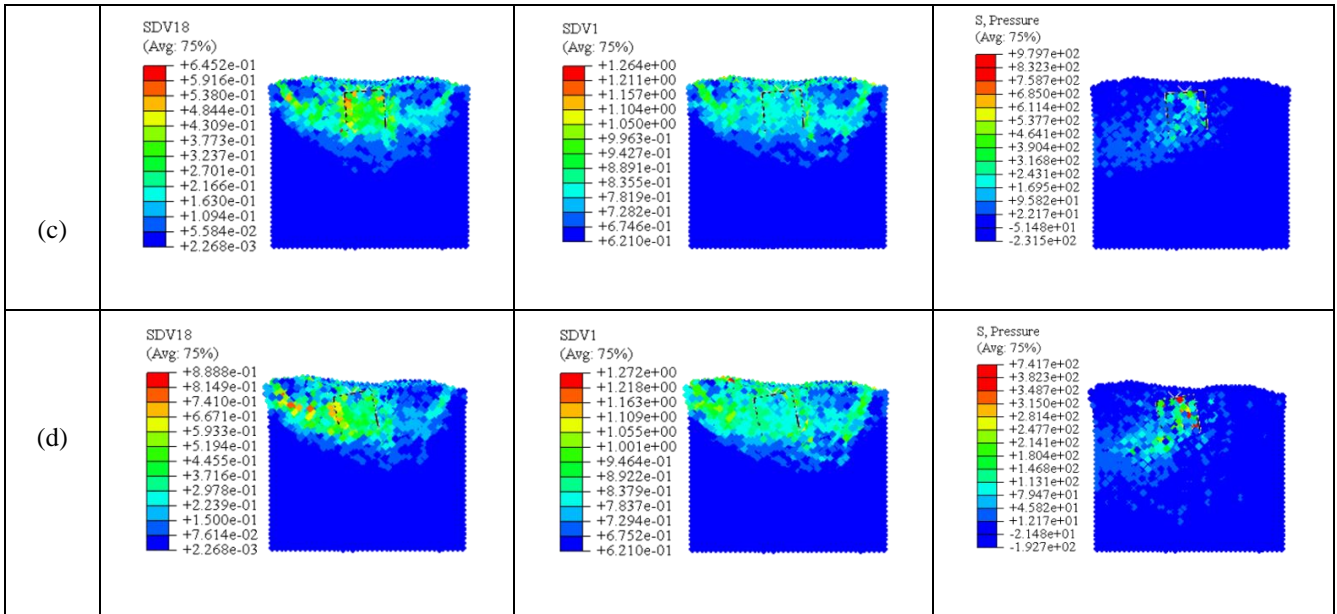 (c)
SDV18
(Avg: 75%)
+6.452e-01
+5.916e-01
+5.380e-01
+4.844e-01
+4.309e-01
+3.773e-01
+3.237e-01
+2.701e-01
+2.166e-01
+1.630e-01
+1.094e-01
+5.584e-02
+2.268e-03
SDV1
(Avg: 75%)
+1.264e+00
+1.211e+00
+1.157e+00
+1.104e+00
+1.050e+00
+9.963e-01
+9.427e-01
+8.891e-01
+8.355e-01
+7.819e-01
+7.282e-01
+6.746e-01
+6.210e-01
S, Pressure
(Avg: 75%)
+9.797e+02
+8.323e+02
+7.587e+02
+6.850e+02
+6.114e+02
+5.377e+02
+4.641e+02
+3.904e+02
+3.168e+02
+2.431e+02
+1.695e+02
+9.582e+01
+2.217e+01
-5.148e+01
-2.315e+02
(d)
SDV18
(Avg: 75%)
+8.888e-01
+8.149e-01
+7.410e-01
+6.671e-01
+5.933e-01
+5.194e-01
+4.455e-01
+3.716e-01
+2.978e-01
+2.239e-01
+1.500e-01
+7.614e-02
+2.268e-03
SDV1
(Avg: 75%)
+1.272e+00
+1.218e+00
+1.163e+00
+1.109e+00
+1.055e+00
+1.001e+00
+9.464e-01
+8.922e-01
+8.379e-01
+7.837e-01
+7.294e-01
+6.752e-01
+6.210e-01
S, Pressure
(Avg: 75%)
+7.417e+02
+3.823e+02
+3.487e+02
+3.150e+02
+2.814e+02
+2.477e+02
+2.141e+02
+1.804e+02
+1.468e+02
+1.131e+02
+7.947e+01
+4.582e+01
+1.217e+01
-2.148e+01
-1.927e+02